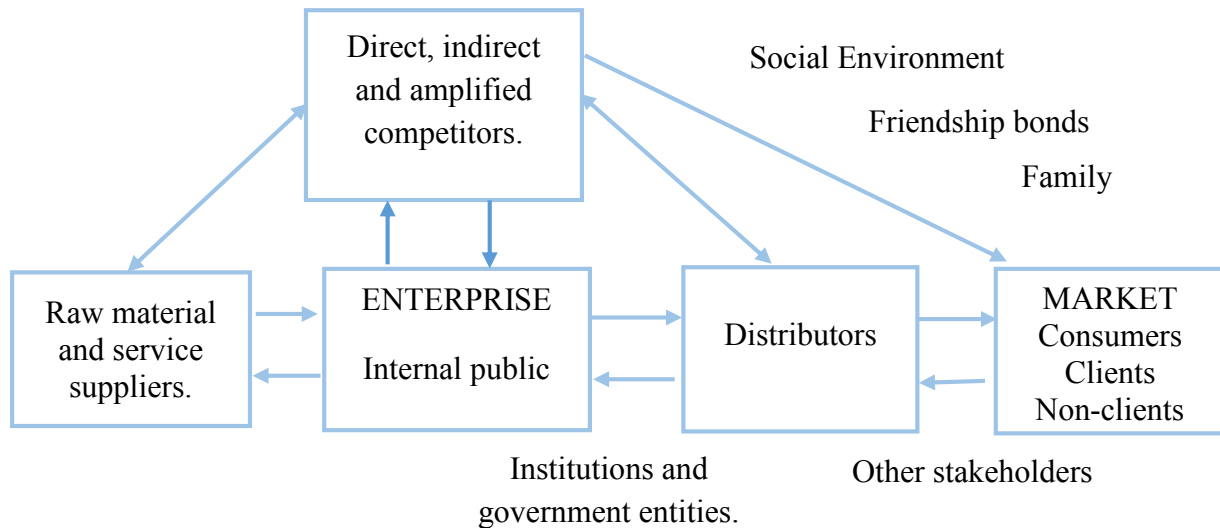 Direct, indirect
and amplified
competitors.
Social Environment
Friendship bonds
Family
Raw material
and service
suppliers.
ENTERPRISE
Internal public
Distributors
MARKET
Consumers
Clients
Non-clients
Institutions and
government entities.
Other stakeholders